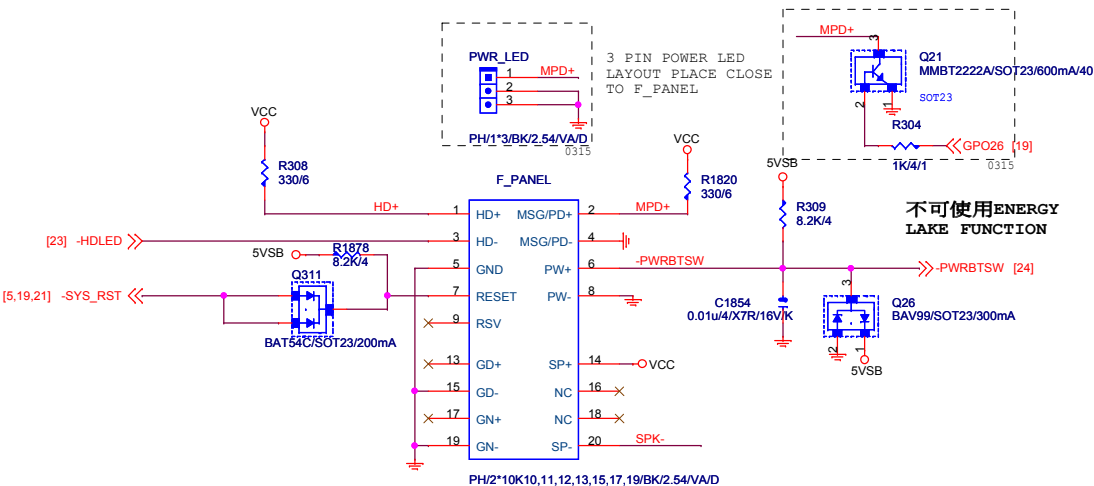 PWR_LED
1
MPD+
2
3
PH/1*3/BK/2.54/VA/D
0315
3 PIN POWER LED
LAYOUT PLACE CLOSE
TO F_PANEL
MPD+
3
Q21
MMBT2222A/SOT23/600mA/40
SOT23
2
1
R304
GPO26 [19]
1K/4/1
0315
VCC
R308
330/6
VCC
R1820
330/6
5VSB
R309
8.2K/4
不可使用ENERGY
LAKE FUNCTION
F_PANEL
HD+
1
HD+
MSG/PD+
2
MPD+
[23] -HDLED
3
HD-
MSG/PD-
4
5VSB
R1878
8.2K/4
5
GND
PW+
6
-PWRBTSW
-PWRBTSW [24]
[5,19,21] -SYS_RST
Q311
BAT54C/SOT23/200mA
7
RESET
PW-
8
C1854
0.01u/4/X7R/16V/K
3
Q26
BAV99/SOT23/300mA
2
1
5VSB
9
RSV
13
GD+
SP+
14
VCC
15
GD-
NC
16
17
GN+
NC
18
19
GN-
SP-
20
SPK-
PH/2*10K10,11,12,13,15,17,19/BK/2.54/VA/D